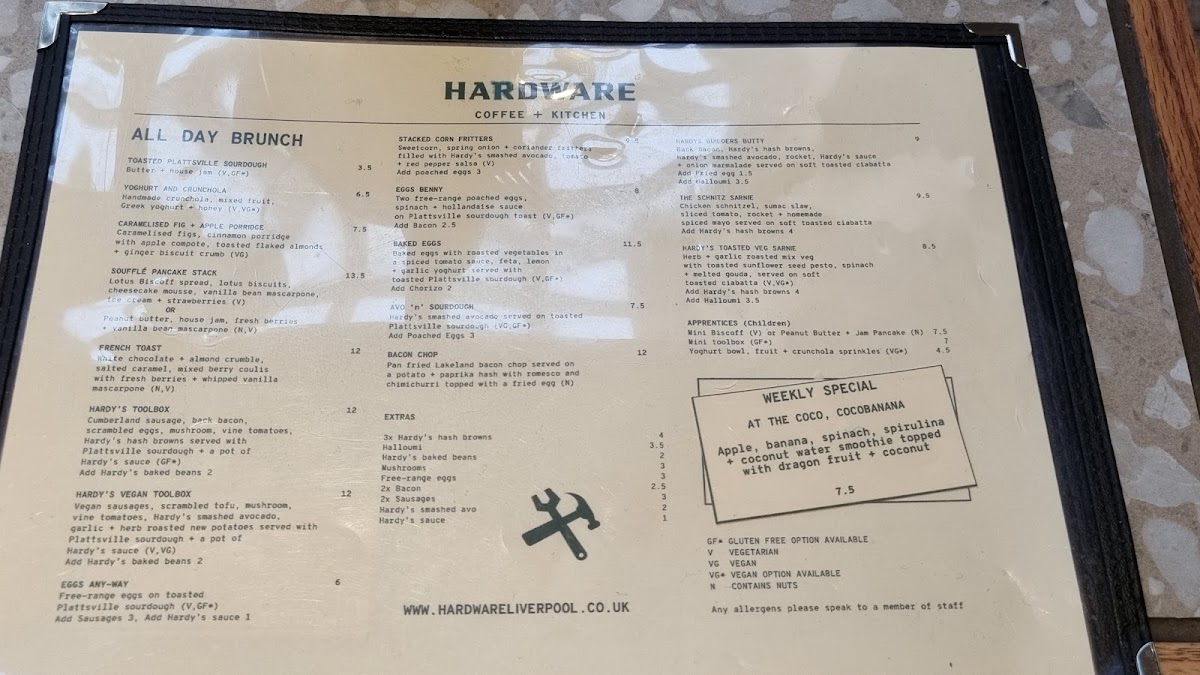 HARDWARE
COFFEE + KITCHEN
ALL DAY BRUNCH
TOASTED PLATTSVILLE SOURDOUGH 3.5
Butter + house jam (V,GF*)
YOGHURT AND CRUNCHOLA 6.5
Handmade crunchola, mixed fruit,
Greek yoghurt + honey (V,VG*)
CARAMELISED FIG + APPLE PORRIDGE 7.5
Caramelised figs, cinnamon porridge
with apple compote, toasted flaked almonds
+ ginger biscuit crumb (VG)
SOUFFLÉ PANCAKE STACK 13.5
Lotus Biscoff spread, lotus biscuits,
cheesecake mousse, vanilla bean mascarpone,
ice cream + strawberries (V)
OR
Peanut butter, house jam, fresh berries
+ vanilla bean mascarpone (N,V)
FRENCH TOAST 12
White chocolate + almond crumble,
salted caramel, mixed berry coulis
with fresh berries + whipped vanilla
mascarpone (N,V)
HARDY'S TOOLBOX 12
Cumberland sausage, back bacon,
scrambled eggs, mushroom, vine tomatoes,
Hardy's hash browns served with
Plattsville sourdough + a pot of
Hardy's sauce (GF*)
Add Hardy's baked beans 2
HARDY'S VEGAN TOOLBOX 12
Vegan sausages, scrambled tofu, mushroom,
vine tomatoes, Hardy's smashed avocado,
garlic + herb roasted new potatoes served with
Plattsville sourdough + a pot of
Hardy's sauce (V,VG)
Add Hardy's baked beans 2
EGGS ANY-WAY 6
Free-range eggs on toasted
Plattsville sourdough (V,GF*)
Add Sausages 3, Add Hardy's sauce 1
STACKED CORN FRITTERS
Sweetcorn, spring onion + coriander fritters
filled with Hardy's smashed avocado, tomato
+ red pepper salsa (V)
Add poached eggs 3
EGGS BENNY 8
Two free-range poached eggs,
spinach + hollandaise sauce
on Plattsville sourdough toast (V,GF*)
Add Bacon 2.5
BAKED EGGS 11.5
Baked eggs with roasted vegetables in
a spiced tomato sauce, feta, lemon
+ garlic yoghurt served with
toasted Plattsville sourdough (V,GF*)
Add Chorizo 2
AVO 'n' SOURDOUGH 7.5
Hardy's smashed avocado served on toasted
Plattsville sourdough (VG,GF*)
Add Poached Eggs 3
BACON CHOP 12
Pan fried Lakeland bacon chop served on
a potato + paprika hash with romesco and
chimichurri topped with a fried egg (N)
EXTRAS
3x Hardy's hash browns 4
Halloumi 3.5
Hardy's baked beans 2
Mushrooms 3
Free-range eggs 3
2x Bacon 2.5
2x Sausages 3
Hardy's smashed avo 2
Hardy's sauce 1
WWW.HARDWARELIVERPOOL.CO.UK
HARDYS BUILDERS BUTTY 9
Back Bacon, Hardy's hash browns,
Hardy's smashed avocado, rocket, Hardy's sauce
+ onion marmalade served on soft toasted ciabatta
Add Fried egg 1.5
Add Halloumi 3.5
THE SCHNITZ SARNIE 9.5
Chicken schnitzel, sumac slaw,
sliced tomato, rocket + homemade
spiced mayo served on soft toasted ciabatta
Add Hardy's hash browns 4
HARDY'S TOASTED VEG SARNIE 8.5
Herb + garlic roasted mix veg
with toasted sunflower seed pesto, spinach
+ melted gouda, served on soft
toasted ciabatta (V,VG*)
Add Hardy's hash browns 4
Add Halloumi 3.5
APPRENTICES (Children)
Mini Biscoff (V) or Peanut Butter + Jam Pancake (N) 7.5
Mini toolbox (GF*) 7
Yoghurt bowl, fruit + crunchola sprinkles (VG*) 4.5
WEEKLY SPECIAL
AT THE COCO, COCOBANANA
Apple, banana, spinach, spirulina
+ coconut water smoothie topped
with dragon fruit + coconut
7.5
GF* GLUTEN FREE OPTION AVAILABLE
V VEGETARIAN
VG VEGAN
VG* VEGAN OPTION AVAILABLE
N CONTAINS NUTS
Any allergens please speak to a member of staff